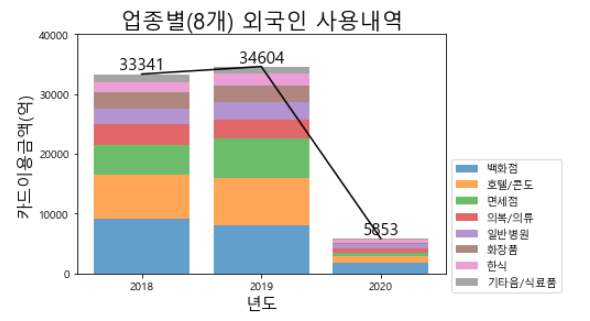 업종별(8개) 외국인 사용내역
카드이용금액(억)
40000
30000
20000
10000
0
33341
34604
5853
2018
2019
2020
년도
백화점
호텔/콘도
면세점
의복/의류
일반병원
화장품
한식
기타음/식료품